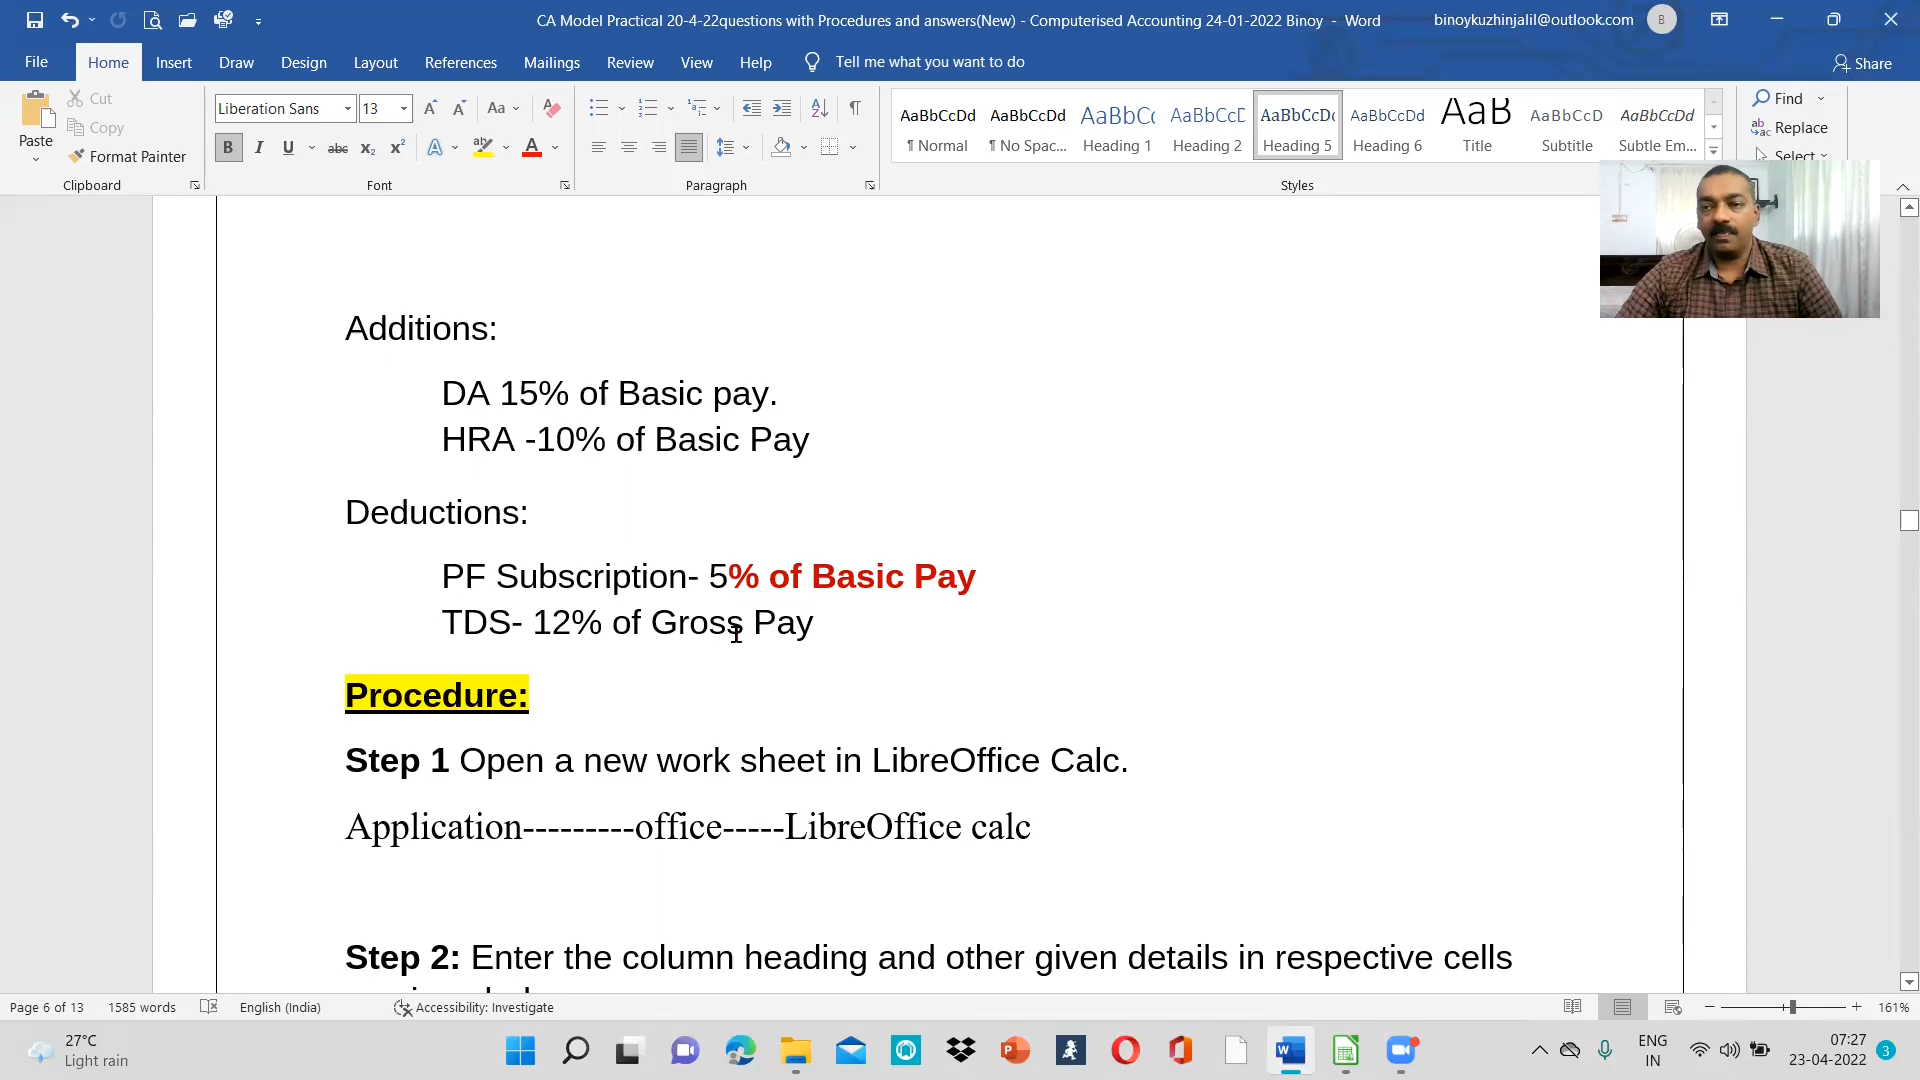 CA Model Practical 20-4-22questions with Procedures and answers(New) - Computerised Accounting 24-01-2022 Binoy - Word
binoykuzhinjalil@outlook.com
B
File
Home
Insert
Draw
Design
Layout
References
Mailings
Review
View
Help
Tell me what you want to do
Share
Paste
Cut
Copy
Format Painter
Clipboard
Liberation Sans
13
Font
Paragraph
AaBbCcDd
¶ Normal
AaBbCcDd
¶ No Spac...
AaBbCc
Heading 1
AaBbCcD
Heading 2
AaBbCcDc
Heading 5
AaBbCcDd
Heading 6
AaB
Title
AaBbCcD
Subtitle
AaBbCcDd
Subtle Em...
Styles
Find
Replace
Select
Additions:
DA 15% of Basic pay.
HRA -10% of Basic Pay
Deductions:
PF Subscription- 5% of Basic Pay
TDS- 12% of Gross Pay
Procedure:
Step 1 Open a new work sheet in LibreOffice Calc.
Application---------office-----LibreOffice calc
Step 2: Enter the column heading and other given details in respective cells
Page 6 of 13
1585 words
English (India)
Accessibility: Investigate
161%
27°C
Light rain
ENG
IN
07:27
23-04-2022
3